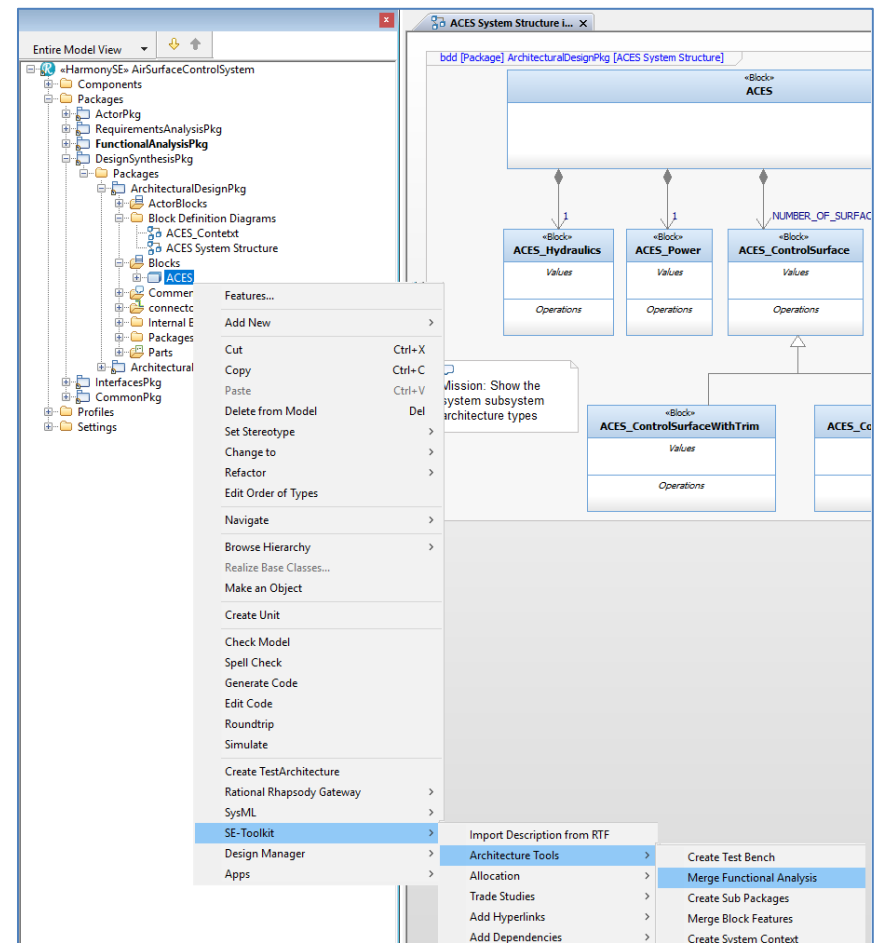 ACES System Structure i... x
Entire Model View
«HarmonySE» AirSurfaceControlSystem
Components
Packages
ActorPkg
RequirementsAnalysisPkg
FunctionalAnalysisPkg
DesignSynthesisPkg
Packages
ArchitecturalDesignPkg
ActorBlocks
Block Definition Diagrams
ACES_Context
ACES System Structure
Blocks
ACES
Commen
connecto
Internal B
Packages
Parts
Architectural
InterfacesPkg
CommonPkg
Profiles
Settings
Features...
Add New
Cut Ctrl+X
Copy Ctrl+C
Paste Ctrl+V
Delete from Model Del
Set Stereotype
Change to
Refactor
Edit Order of Types
Navigate
Browse Hierarchy
Realize Base Classes...
Make an Object
Create Unit
Check Model
Spell Check
Generate Code
Edit Code
Roundtrip
Simulate
Create TestArchitecture
Rational Rhapsody Gateway
SysML
SE-Toolkit
Design Manager
Apps
Import Description from RTF
Architecture Tools
Allocation
Trade Studies
Add Hyperlinks
Add Dependencies
Create Test Bench
Merge Functional Analysis
Create Sub Packages
Merge Block Features
Create System Context
bdd [Package] ArchitecturalDesignPkg [ACES System Structure]
«Block»
ACES
1
1
NUMBER_OF_SURFAC
«Block»
ACES_Hydraulics
Values
Operations
«Block»
ACES_Power
Values
Operations
«Block»
ACES_ControlSurface
Values
Operations
Mission: Show the
system subsystem
architecture types
«Block»
ACES_ControlSurfaceWithTrim
Values
Operations
ACES_Co